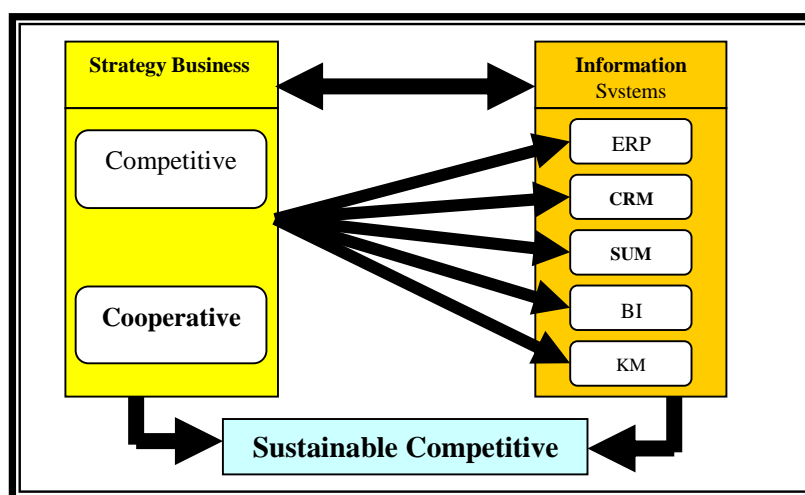 Strategy Business
Competitive
Cooperative
Information
Systems
ERP
CRM
SUM
BI
KM
Sustainable Competitive